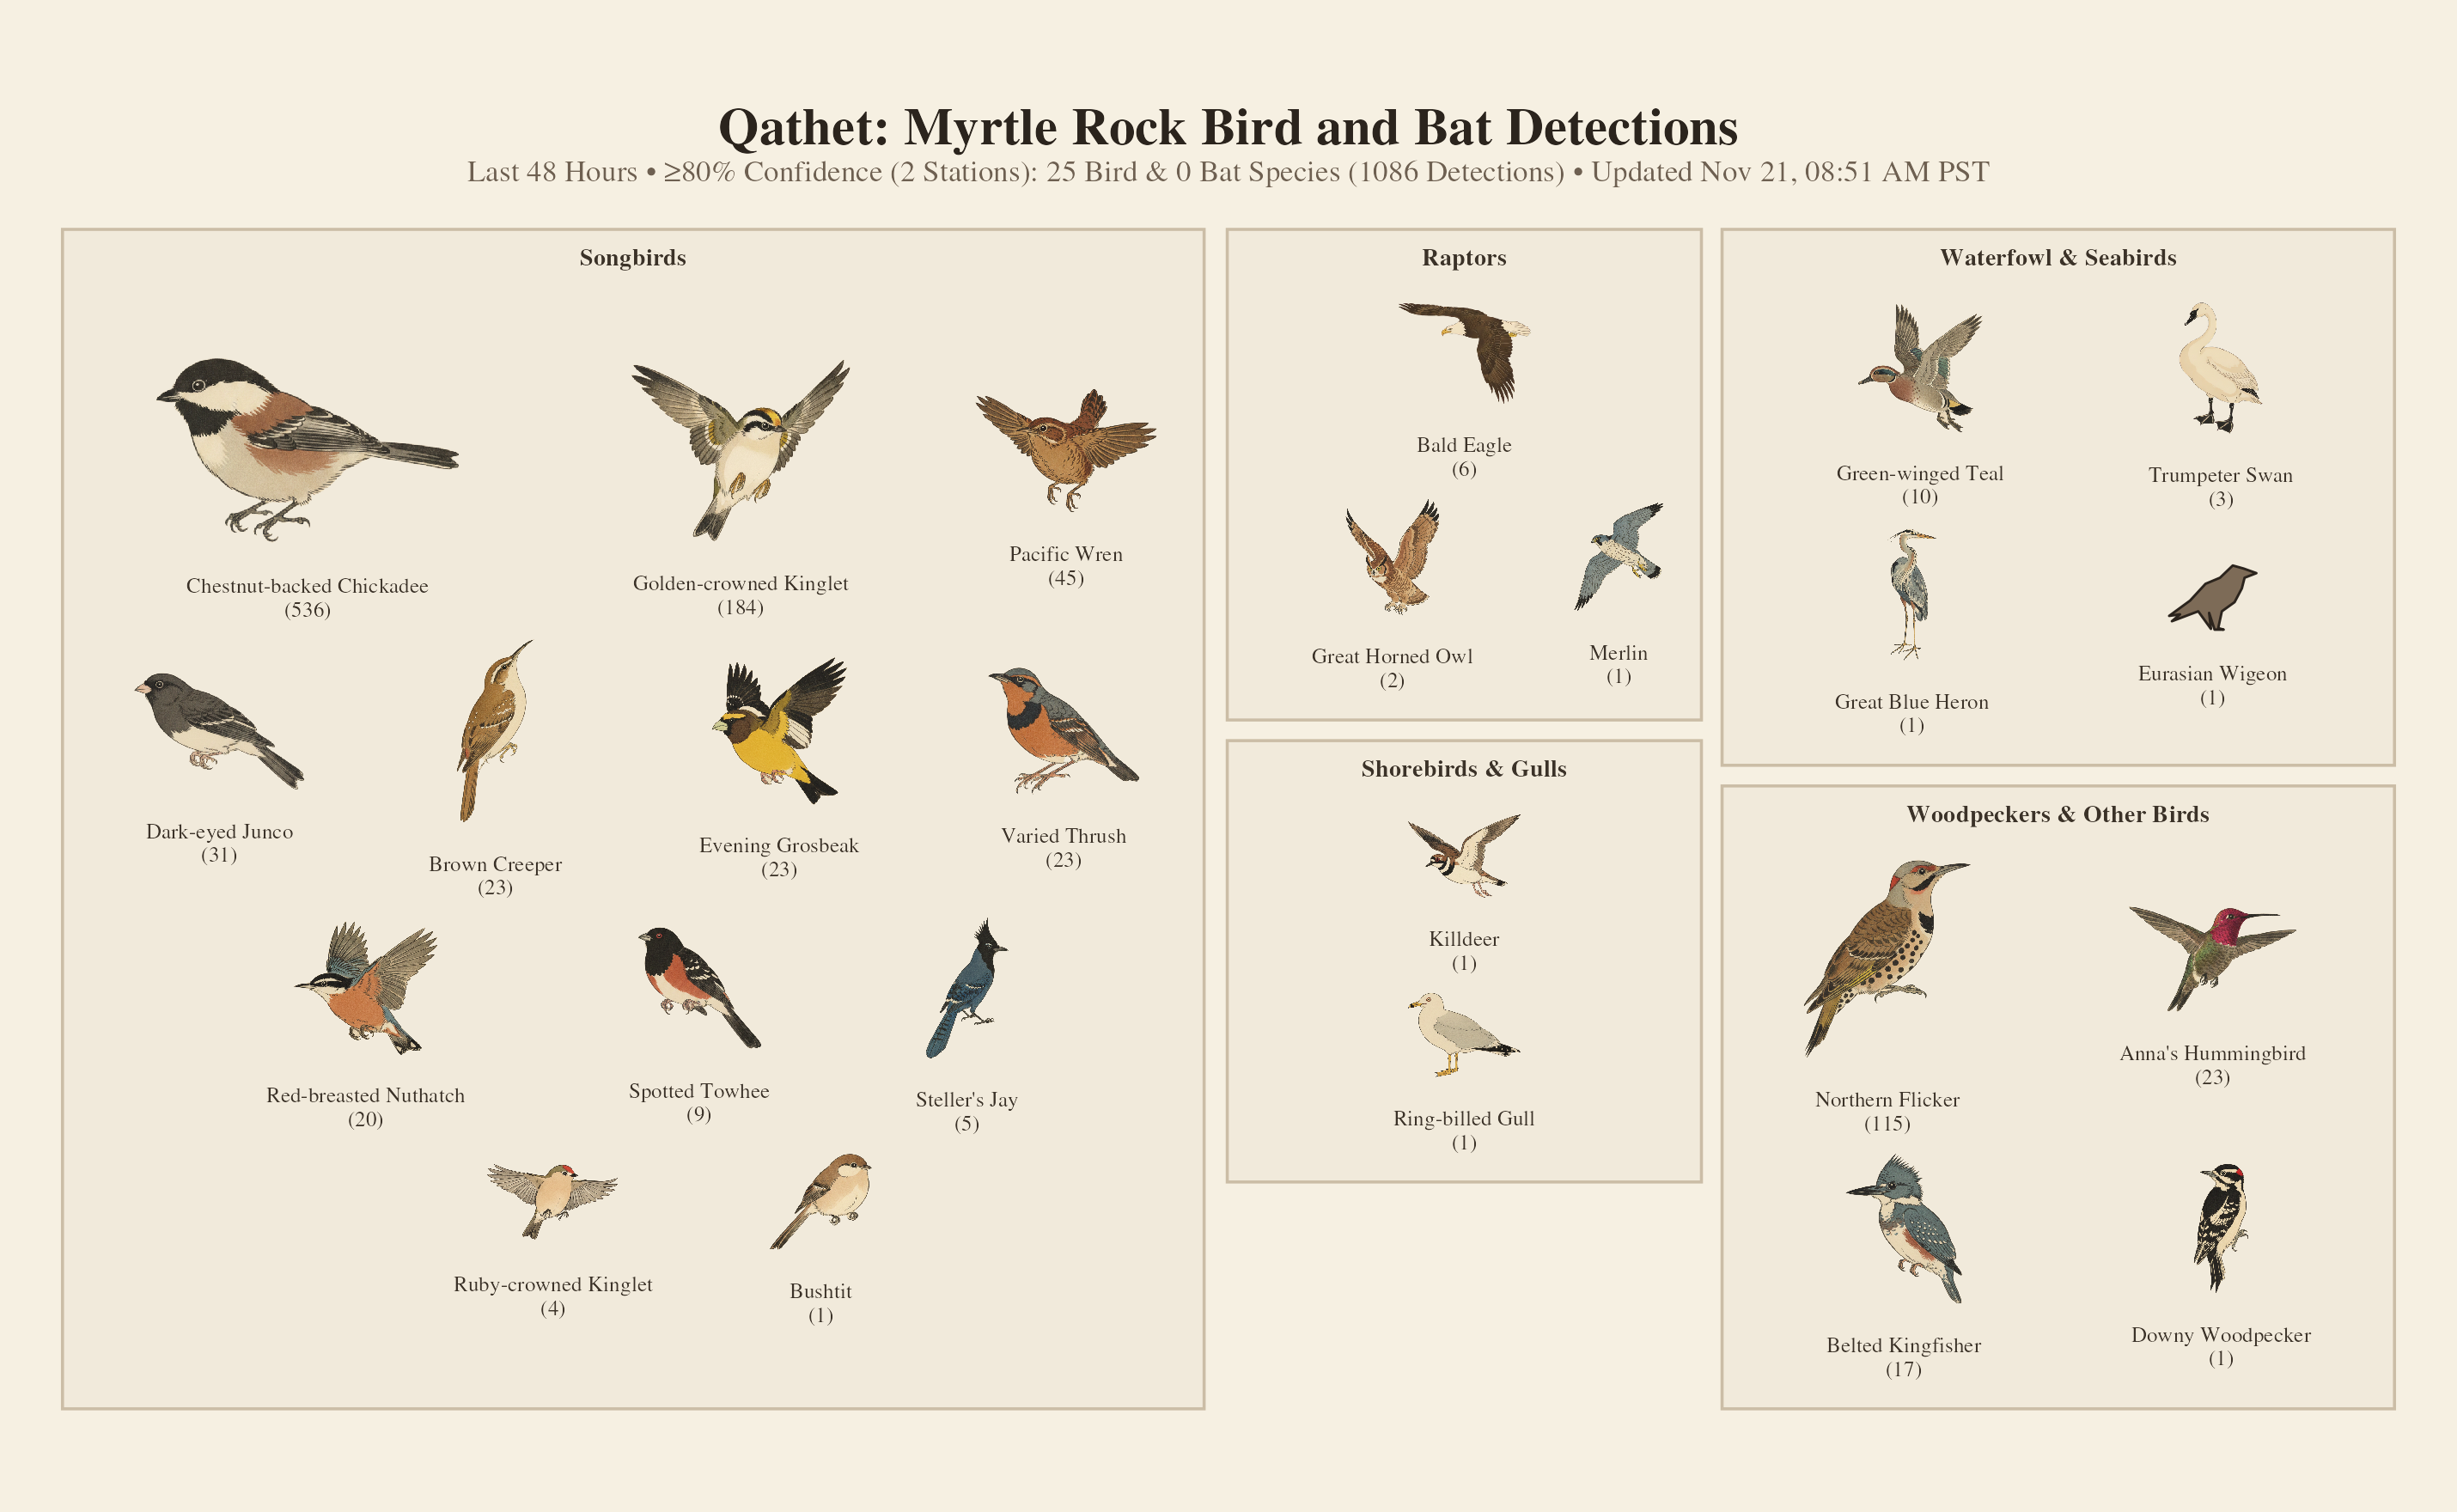 Qathet: Myrtle Rock Bird and Bat Detections
Last 48 Hours • ≥80% Confidence (2 Stations): 25 Bird & 0 Bat Species (1086 Detections) • Updated Nov 21, 08:51 AM PST
Songbirds
Chestnut-backed Chickadee
(536)
Golden-crowned Kinglet
(184)
Pacific Wren
(45)
Dark-eyed Junco
(31)
Brown Creeper
(23)
Evening Grosbeak
(23)
Varied Thrush
(23)
Red-breasted Nuthatch
(20)
Spotted Towhee
(9)
Steller's Jay
(5)
Ruby-crowned Kinglet
(4)
Bushtit
(1)
Raptors
Bald Eagle
(6)
Great Horned Owl
(2)
Merlin
(1)
Shorebirds & Gulls
Killdeer
(1)
Ring-billed Gull
(1)
Waterfowl & Seabirds
Green-winged Teal
(10)
Trumpeter Swan
(3)
Great Blue Heron
(1)
Eurasian Wigeon
(1)
Woodpeckers & Other Birds
Northern Flicker
(115)
Anna's Hummingbird
(23)
Belted Kingfisher
(17)
Downy Woodpecker
(1)